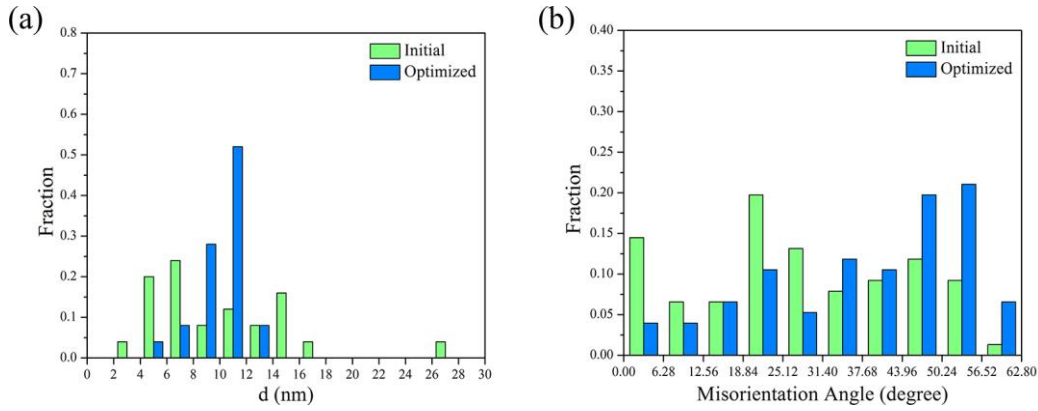 (a)
0.8
0.7
0.6
0.5
0.4
0.3
0.2
0.1
0.0
Fraction
Initial
Optimized
0 2 4 6 8 10 12 14 16 18 20 22 24 26 28 30
d (nm)
(b)
0.40
0.35
0.30
0.25
0.20
0.15
0.10
0.05
0.00
Fraction
Initial
Optimized
0.00 6.28 12.56 18.84 25.12 31.40 37.68 43.96 50.24 56.52 62.80
Misorientation Angle (degree)